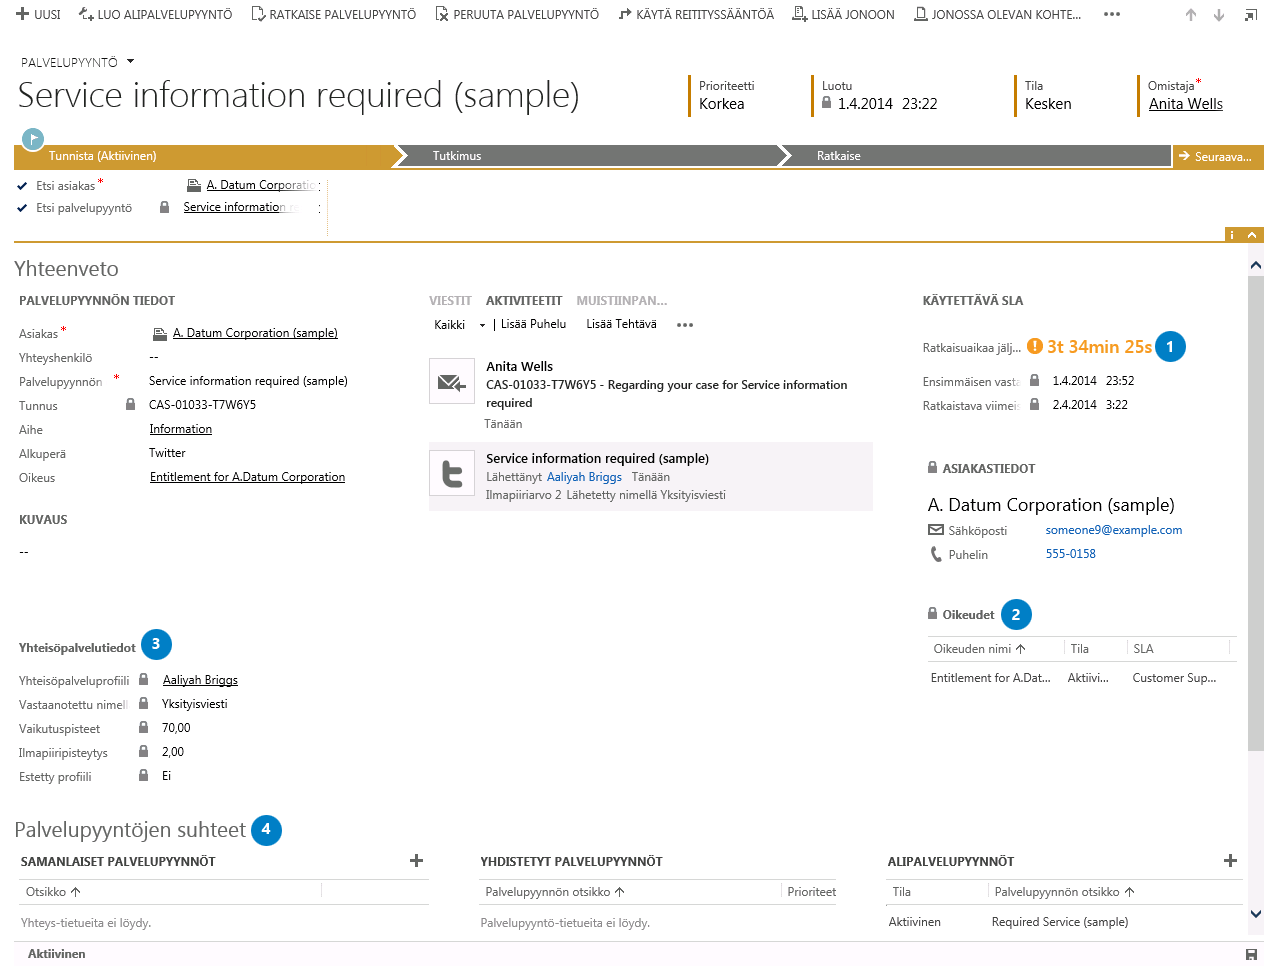 UUSI LUO ALIPALVELUPYYNTÖ RATKAISE PALVELUPYYNTÖ PERUUTA PALVELUPYYNTÖ KÄYTÄ REITITYSSÄÄNTÖÄ LISÄÄ JONOON JONOSSA OLEVAN KOHTE... •••
PALVELUPYYNTÖ
Service information required (sample)
Prioriteetti
Korkea
Luotu
1.4.2014 23:22
Tila
Kesken
Omistaja*
Anita Wells
Tunnista (Aktiivinen) Tutkimus Ratkaise Seuraava...
Etsi asiakas* A. Datum Corporatio
Etsi palvelupyyntö Service information re
i
Yhteenveto
PALVELUPYYNNÖN TIEDOT
Asiakas* A. Datum Corporation (sample)
Yhteyshenkilö --
Palvelupyynnön * Service information required (sample)
Tunnus CAS-01033-T7W6Y5
Aihe Information
Alkuperä Twitter
Oikeus Entitlement for A.Datum Corporation
KUVAUS
--
Yhteisöpalvelutiedot 3
Yhteisöpalveluprofiili Aaliyah Briggs
Vastaanotettu nimell Yksityisviesti
Vaikutuspisteet 70,00
Ilmapiiripisteytys 2,00
Estetty profiili Ei
VIESTIT AKTIVITEETIT MUISTIINPAN...
Kaikki | Lisää Puhelu Lisää Tehtävä •••
Anita Wells
CAS-01033-T7W6Y5 - Regarding your case for Service information
required
Tänään
Service information required (sample)
Lähettänyt Aaliyah Briggs Tänään
Ilmapiiriarvo 2 Lähetetty nimellä Yksityisviesti
KÄYTETTÄVÄ SLA
Ratkaisuaikaa jälj... 3t 34min 25s 1
Ensimmäisen vasta 1.4.2014 23:52
Ratkaistava viimeis 2.4.2014 3:22
ASIAKASTIEDOT
A. Datum Corporation (sample)
Sähköposti someone9@example.com
Puhelin 555-0158
Oikeudet 2
Oikeuden nimi Tila SLA
Entitlement for A.Dat... Aktiivi... Customer Sup...
Palvelupyyntöjen suhteet 4
SAMANLAISET PALVELUPYYNNÖT
Otsikko
Yhteys-tietueita ei löydy.
YHDISTETYT PALVELUPYYNNÖT
Palvelupyynnön otsikko Prioriteet
Palvelupyyntö-tietueita ei löydy.
ALIPALVELUPYYNNÖT
Tila Palvelupyynnön otsikko
Aktiivinen Required Service (sample)
Aktiivinen